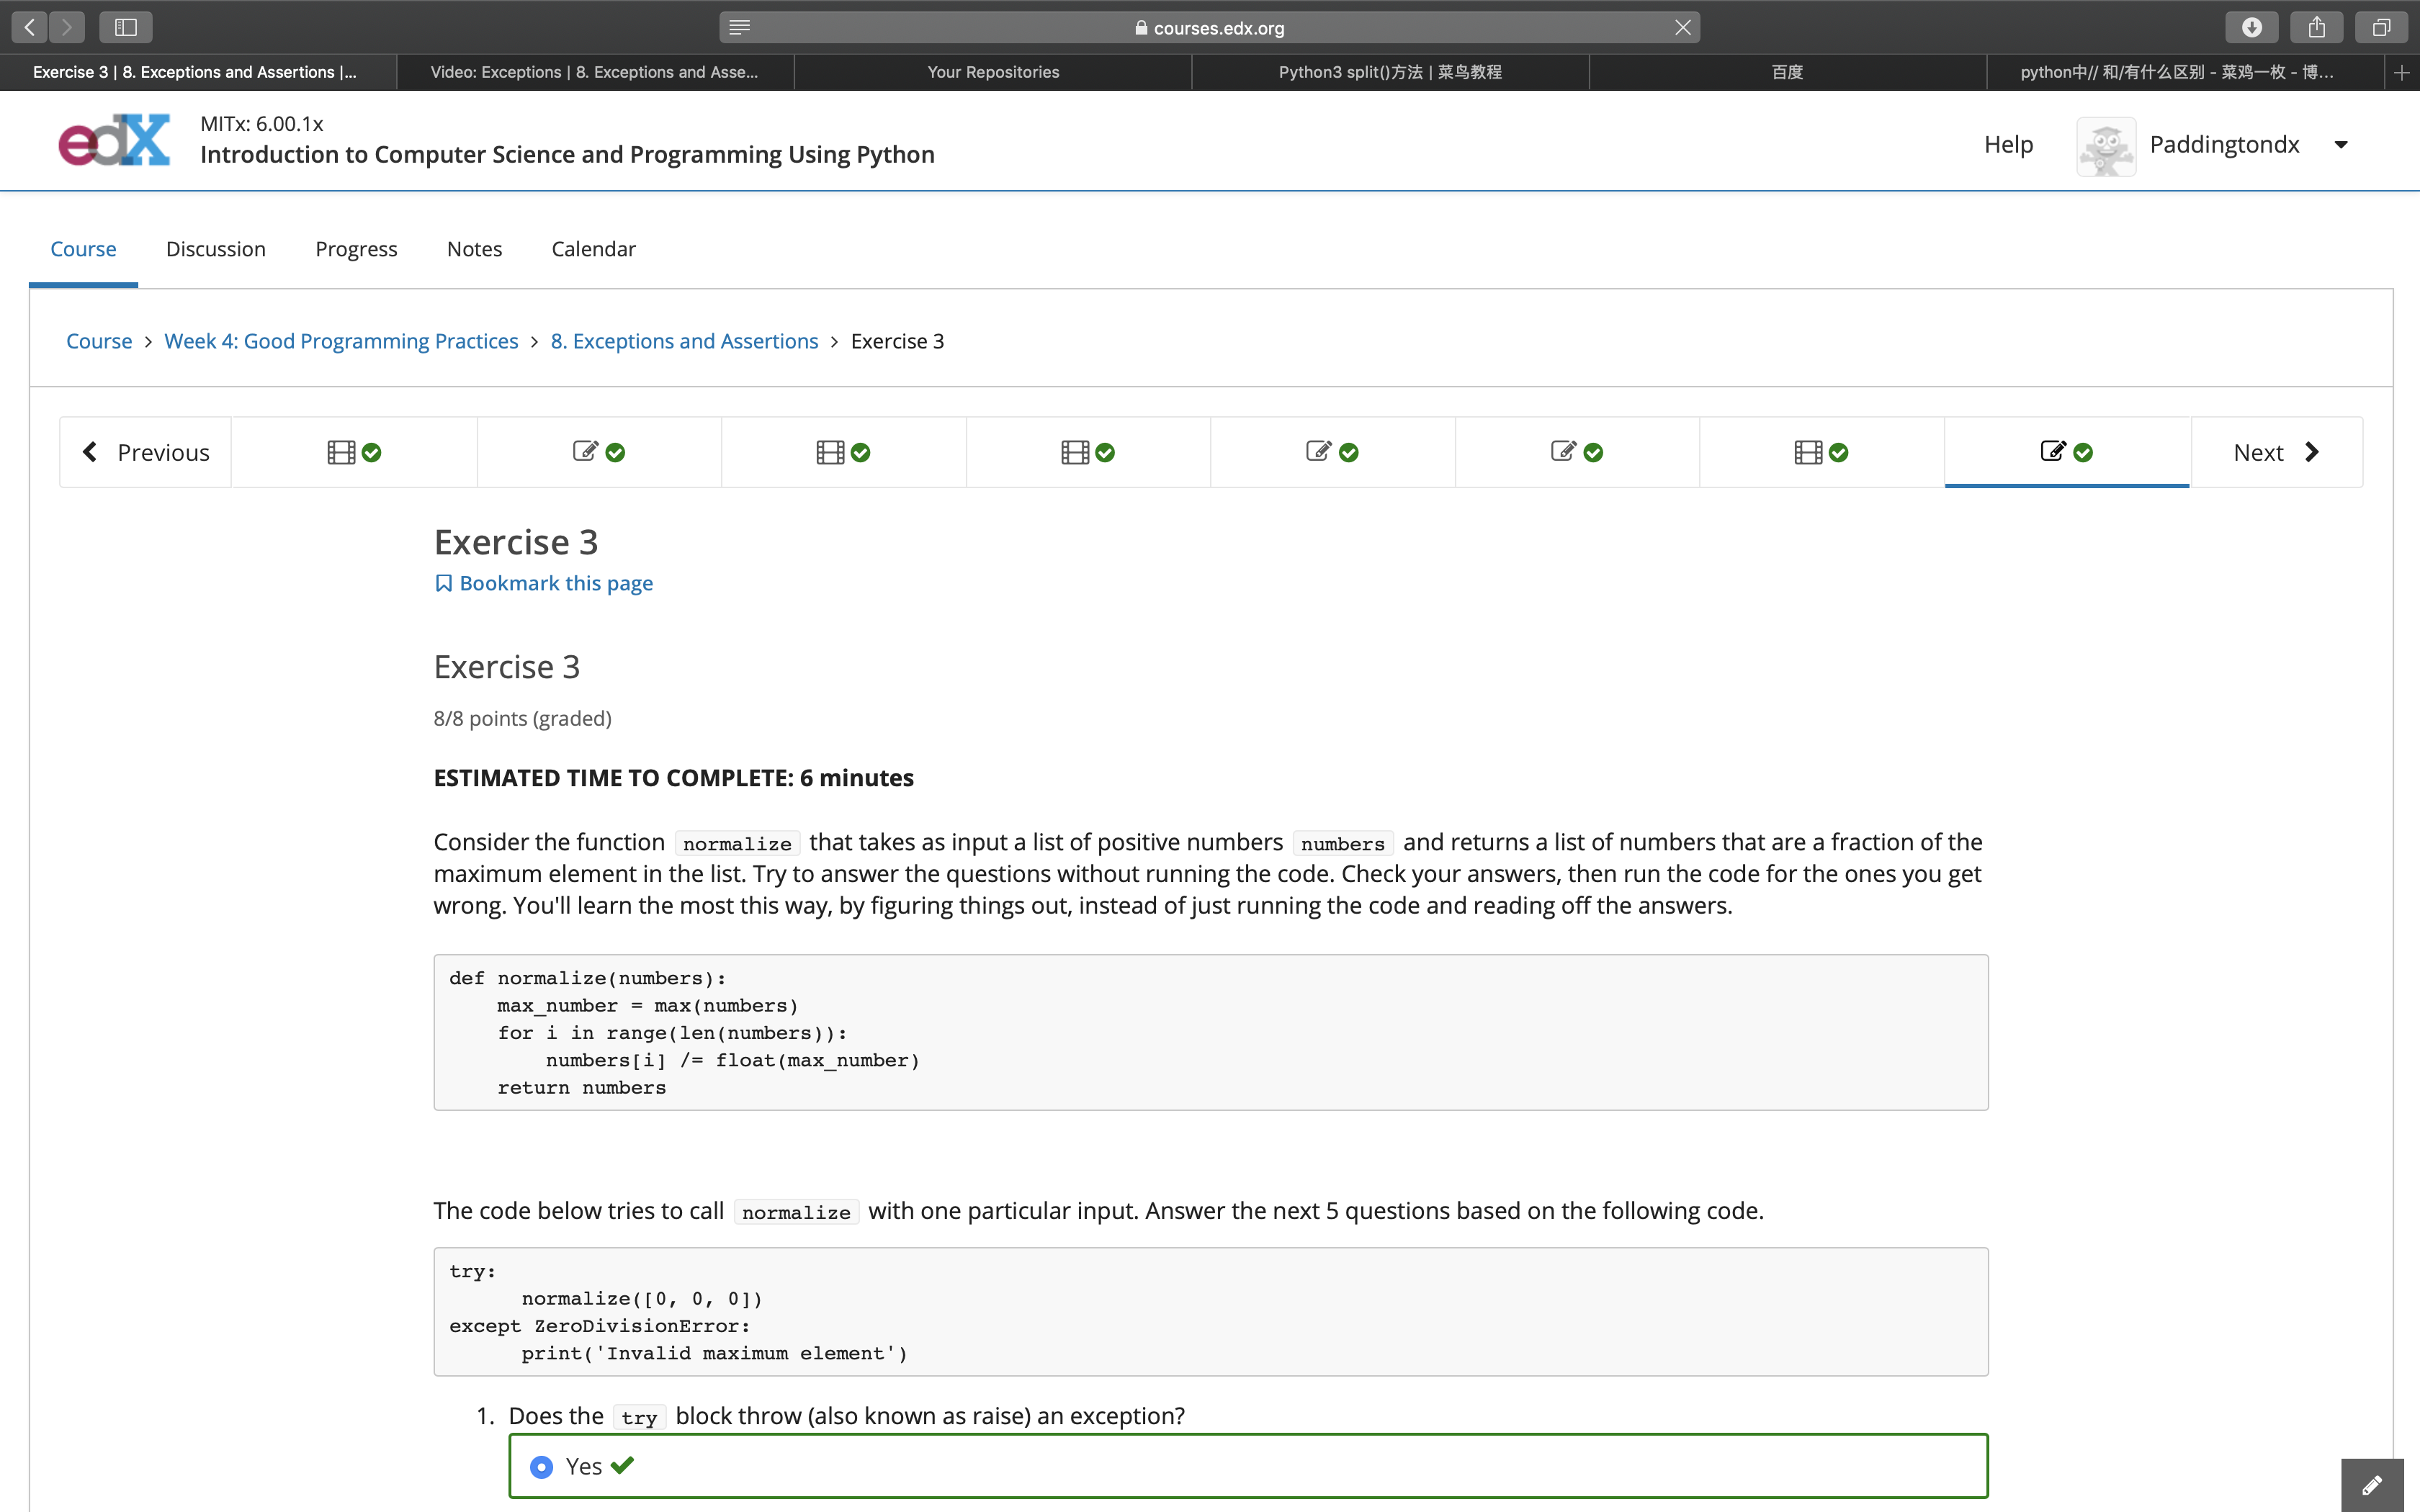 courses.edx.org
Exercise 3 | 8. Exceptions and Assertions |...
Video: Exceptions | 8. Exceptions and Asse...
Your Repositories
Python3 split()方法 | 菜鸟教程
百度
python中// 和/有什么区别 - 菜鸡一枚 - 博...
edX
MITx: 6.00.1x
Introduction to Computer Science and Programming Using Python
Help
Paddingtondx
Course
Discussion
Progress
Notes
Calendar
Course > Week 4: Good Programming Practices > 8. Exceptions and Assertions > Exercise 3
Previous
Next
Exercise 3
Bookmark this page
Exercise 3
8/8 points (graded)
ESTIMATED TIME TO COMPLETE: 6 minutes
Consider the function normalize that takes as input a list of positive numbers numbers and returns a list of numbers that are a fraction of the
maximum element in the list. Try to answer the questions without running the code. Check your answers, then run the code for the ones you get
wrong. You'll learn the most this way, by figuring things out, instead of just running the code and reading off the answers.
def normalize(numbers):
    max_number = max(numbers)
    for i in range(len(numbers)):
        numbers[i] /= float(max_number)
    return numbers
The code below tries to call normalize with one particular input. Answer the next 5 questions based on the following code.
try:
      normalize([0, 0, 0])
except ZeroDivisionError:
      print('Invalid maximum element')
1. Does the try block throw (also known as raise) an exception?
Yes